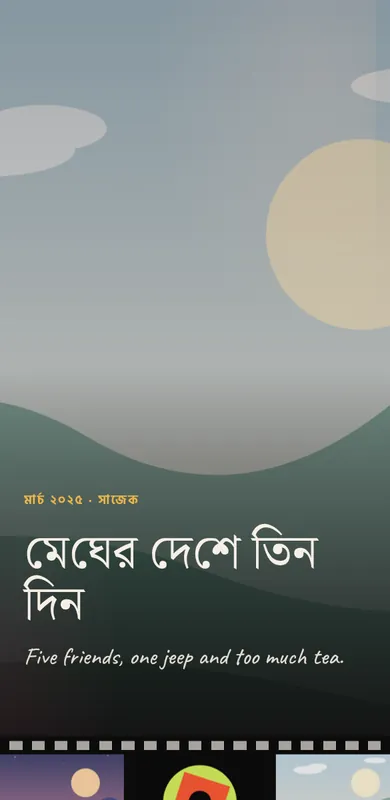 মার্চ ২০২৫ · সাজেক
মেঘের দেশে তিন
দিন
Five friends, one jeep and too much tea.